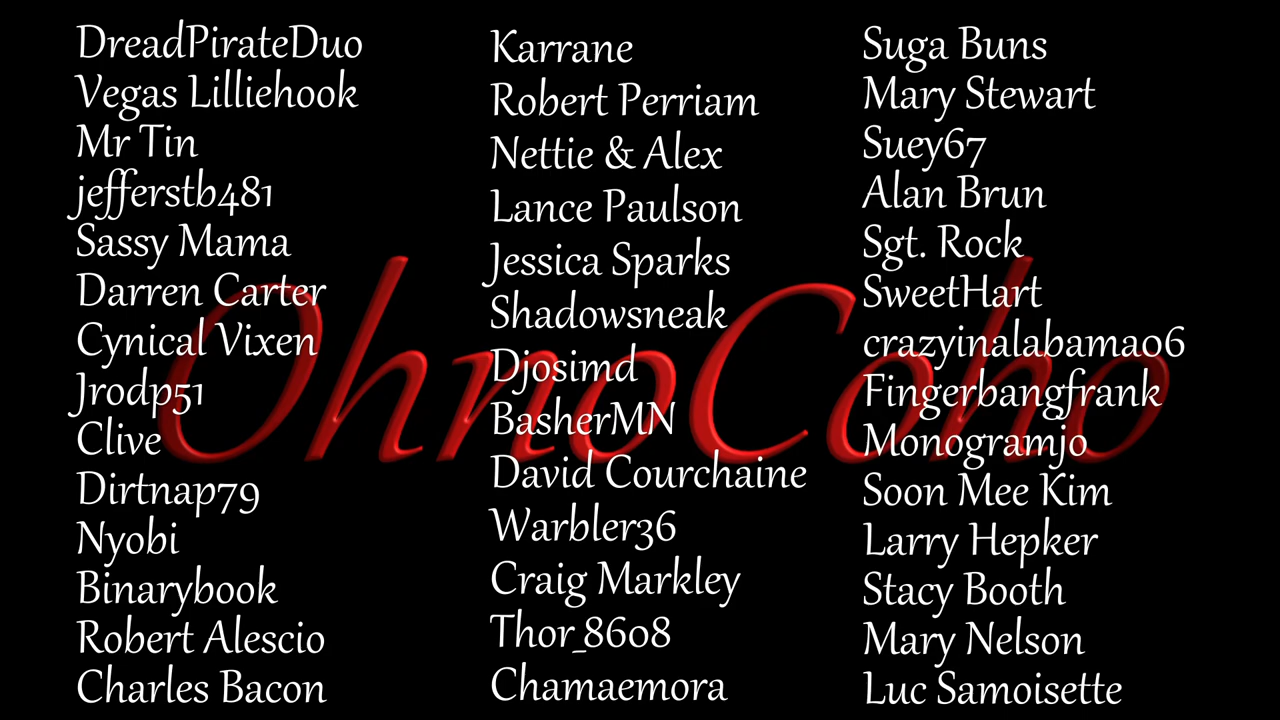 DreadPirateDuo
Vegas Lilliehook
Mr Tin
jefferstb481
Sassy Mama
Darren Carter
Cynical Vixen
Jrodp51
Clive
Dirtnap79
Nyobi
Binarybook
Robert Alescio
Charles Bacon
Karrane
Robert Perriam
Nettie & Alex
Lance Paulson
Jessica Sparks
Shadowsneak
Djosimd
BasherMN
David Courchaine
Warbler36
Craig Markley
Thor_8608
Chamaemora
Suga Buns
Mary Stewart
Suey67
Alan Brun
Sgt. Rock
SweetHart
crazyinalabama06
Fingerbangfrank
Monogramjo
Soon Mee Kim
Larry Hepker
Stacy Booth
Mary Nelson
Luc Samoisette
OhnoCoho